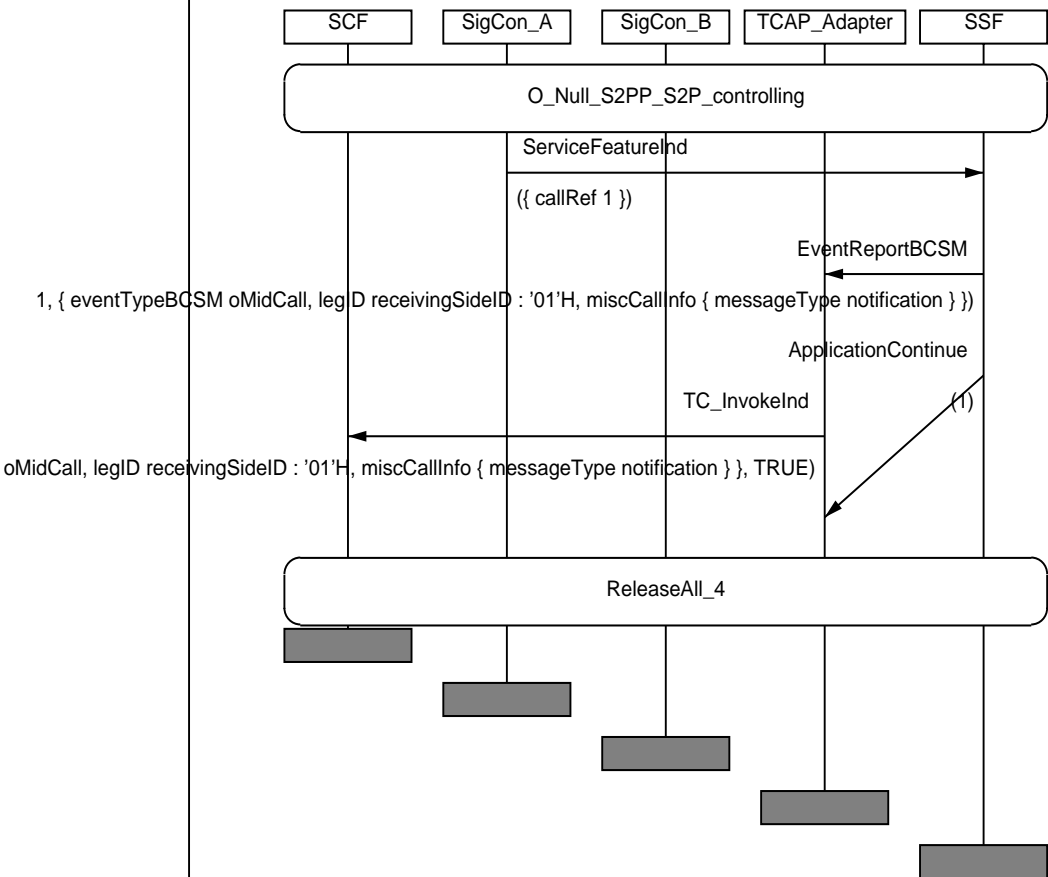 SCF SigCon_A SigCon_B TCAP_Adapter SSF
O_Null_S2PP_S2P_controlling
ServiceFeatureInd
({ callRef 1 })
EventReportBCSM
1, { eventTypeBCSM oMidCall, legID receivingSideID : '01'H, miscCallInfo { messageType notification } })
ApplicationContinue
TC_InvokeInd
(1)
oMidCall, legID receivingSideID : '01'H, miscCallInfo { messageType notification } }, TRUE)
ReleaseAll_4